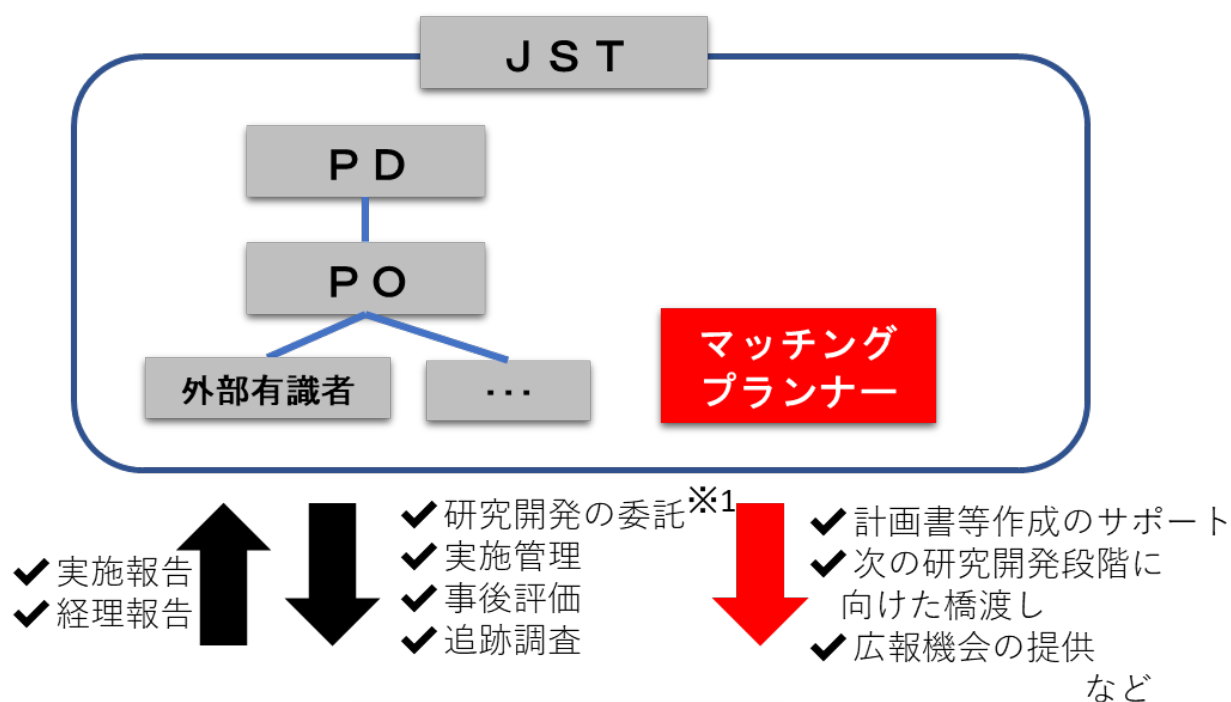 ＪＳＴ
ＰＤ
ＰＯ
外部有識者
･･･
マッチング
プランナー
✔実施報告
✔経理報告
✔研究開発の委託※1
✔実施管理
✔事後評価
✔追跡調査
✔計画書等作成のサポート
✔次の研究開発段階に
向けた橋渡し
✔広報機会の提供
など